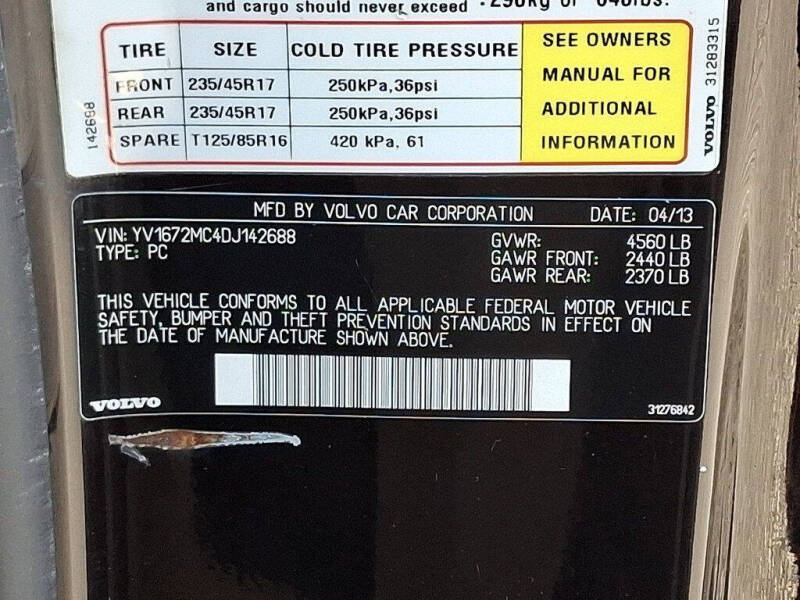 and cargo should never exceed
TIRE SIZE COLD TIRE PRESSURE
FRONT 235/45R17 250kPa,36psi
REAR 235/45R17 250kPa,36psi
SPARE T125/85R16 420 kPa, 61
SEE OWNERS
MANUAL FOR
ADDITIONAL
INFORMATION
VOLVO 31283315
MFD BY VOLVO CAR CORPORATION DATE: 04/13
VIN: YV1672MC4DJ142688
TYPE: PC
GVWR: 4560 LB
GAWR FRONT: 2440 LB
GAWR REAR: 2370 LB
THIS VEHICLE CONFORMS TO ALL APPLICABLE FEDERAL MOTOR VEHICLE
SAFETY, BUMPER AND THEFT PREVENTION STANDARDS IN EFFECT ON
THE DATE OF MANUFACTURE SHOWN ABOVE.
VOLVO
31276842